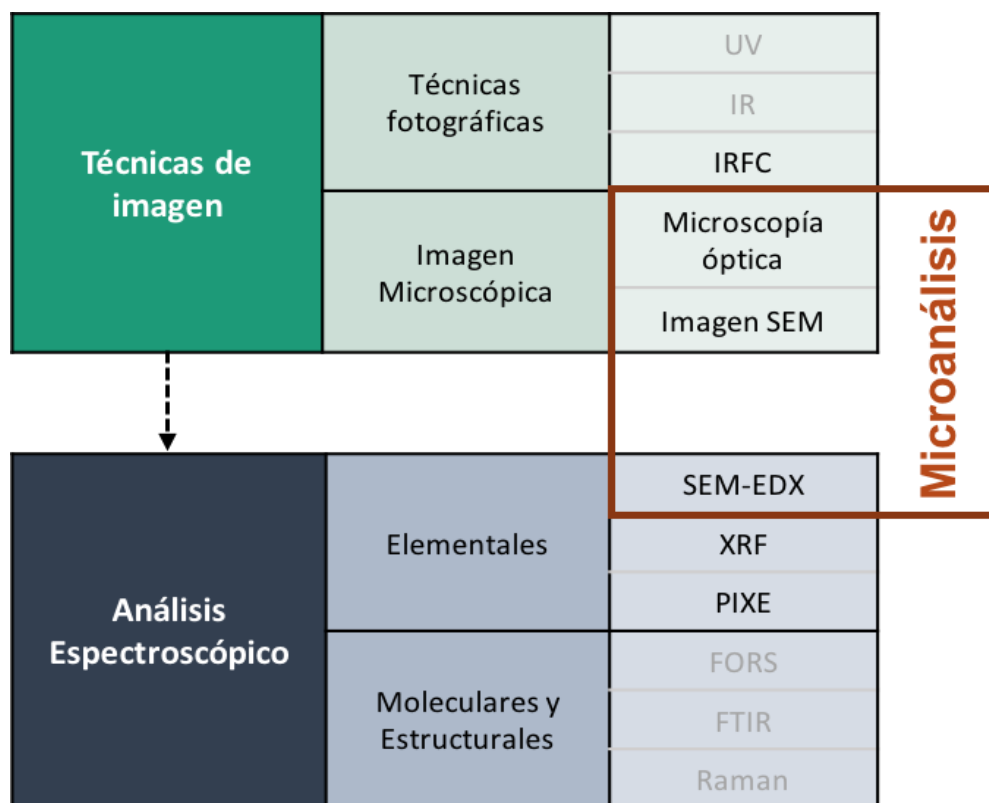 Técnicas de
imagen
Técnicas
fotográficas
UV
IR
IRFC
Imagen
Microscópica
Microscopía
óptica
Imagen SEM
Microanálisis
Análisis
Espectroscópico
Elementales
SEM-EDX
XRF
PIXE
Moleculares y
Estructurales
FORS
FTIR
Raman